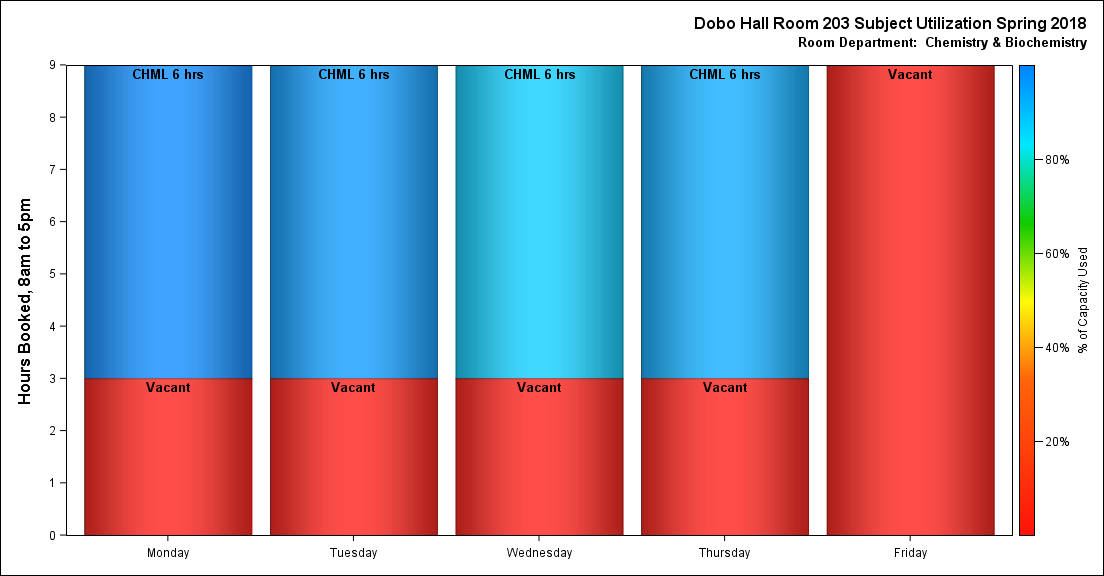 Dobo Hall Room 203 Subject Utilization Spring 2018
Room Department:  Chemistry & Biochemistry
Hours Booked, 8am to 5pm
9
8
7
6
5
4
3
2
1
0
CHML 6 hrs
CHML 6 hrs
CHML 6 hrs
CHML 6 hrs
Vacant
Vacant
Vacant
Vacant
Vacant
Monday
Tuesday
Wednesday
Thursday
Friday
80%
60%
40%
20%
% of Capacity Used